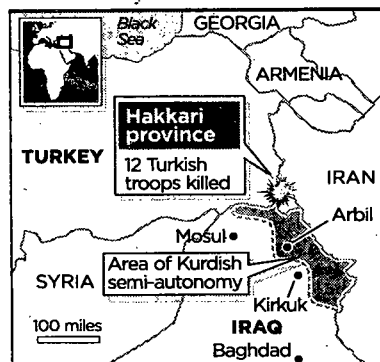 Black
Sea
GEORGIA
ARMENIA
Hakkari
province
12 Turkish
troops killed
TURKEY
IRAN
Arbil
Mosul
SYRIA
Area of Kurdish
semi-autonomy
Kirkuk
100 miles
IRAQ
Baghdad